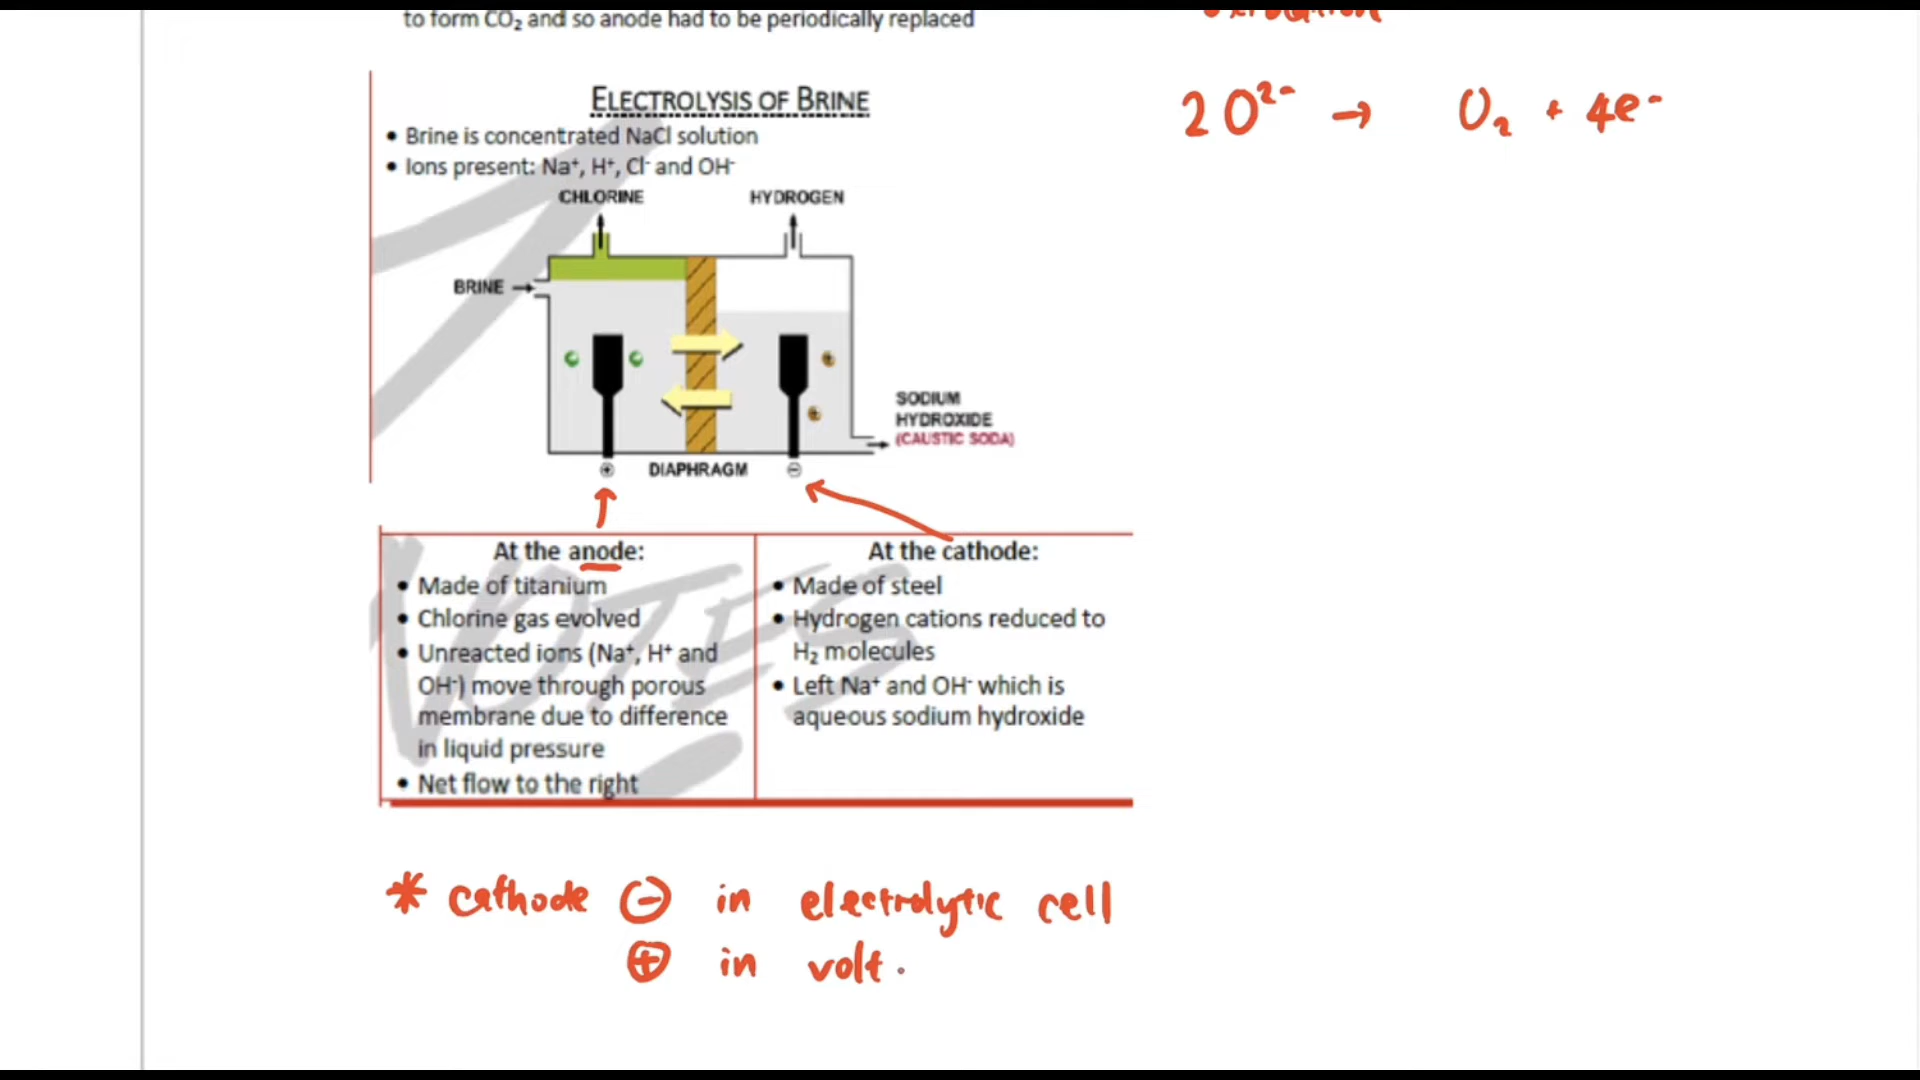 to form CO₂ and so anode had to be periodically replaced
2O²⁻ → O₂ + 4e⁻
ELECTROLYSIS OF BRINE
• Brine is concentrated NaCl solution
• Ions present: Na⁺, H⁺, Cl⁻ and OH⁻
CHLORINE HYDROGEN
BRINE
SODIUM
HYDROXIDE
(CAUSTIC SODA)
+ DIAPHRAGM −
At the anode:
• Made of titanium
• Chlorine gas evolved
• Unreacted ions (Na⁺, H⁺ and
OH⁻) move through porous
membrane due to difference
in liquid pressure
• Net flow to the right
At the cathode:
• Made of steel
• Hydrogen cations reduced to
H₂ molecules
• Left Na⁺ and OH⁻ which is
aqueous sodium hydroxide
NOTES
* cathode ⊖ in electrolytic cell
⊕ in volt.